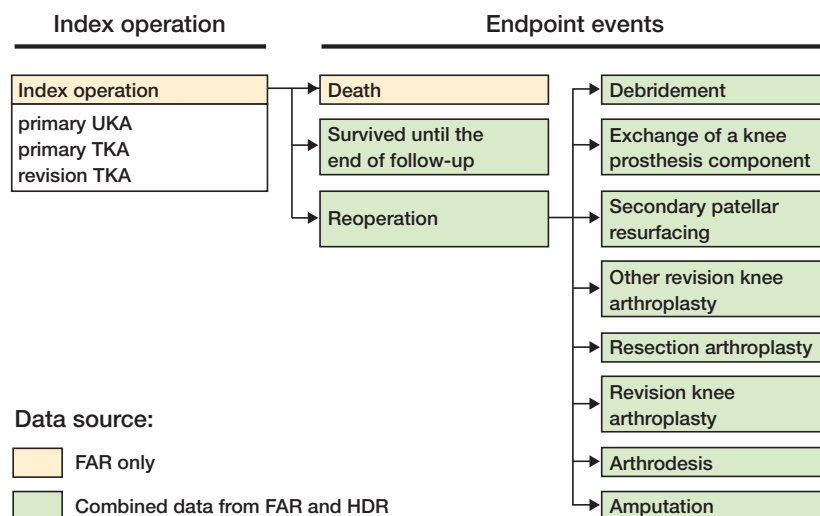 Index operation
Endpoint events
Index operation
primary UKA
primary TKA
revision TKA
Death
Survived until the
end of follow-up
Reoperation
Debridement
Exchange of a knee
prosthesis component
Secondary patellar
resurfacing
Other revision knee
arthroplasty
Resection arthroplasty
Revision knee
arthroplasty
Arthrodesis
Amputation
Data source:
FAR only
Combined data from FAR and HDR